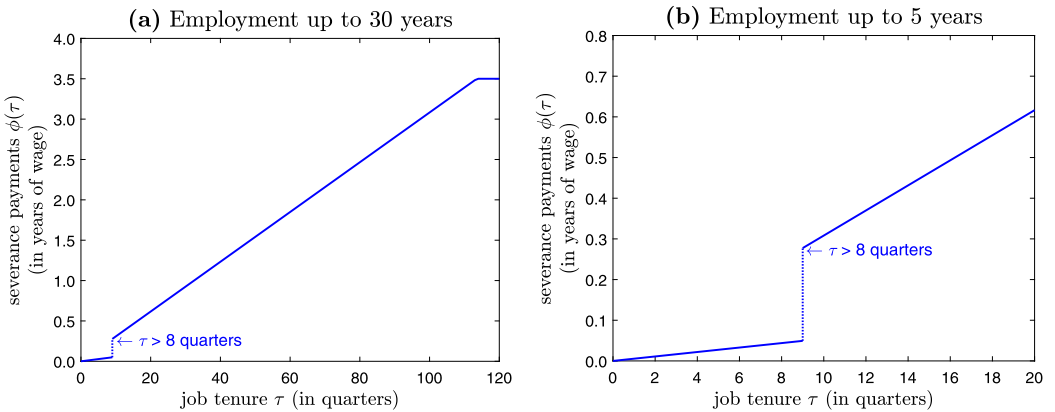 (a) Employment up to 30 years
severance payments ϕ(τ)
(in years of wage)
4.0
3.5
3.0
2.5
2.0
1.5
1.0
0.5
0.0
← τ > 8 quarters
0 20 40 60 80 100 120
job tenure τ (in quarters)
(b) Employment up to 5 years
severance payments ϕ(τ)
(in years of wage)
0.8
0.7
0.6
0.5
0.4
0.3
0.2
0.1
0.0
← τ > 8 quarters
0 2 4 6 8 10 12 14 16 18 20
job tenure τ (in quarters)